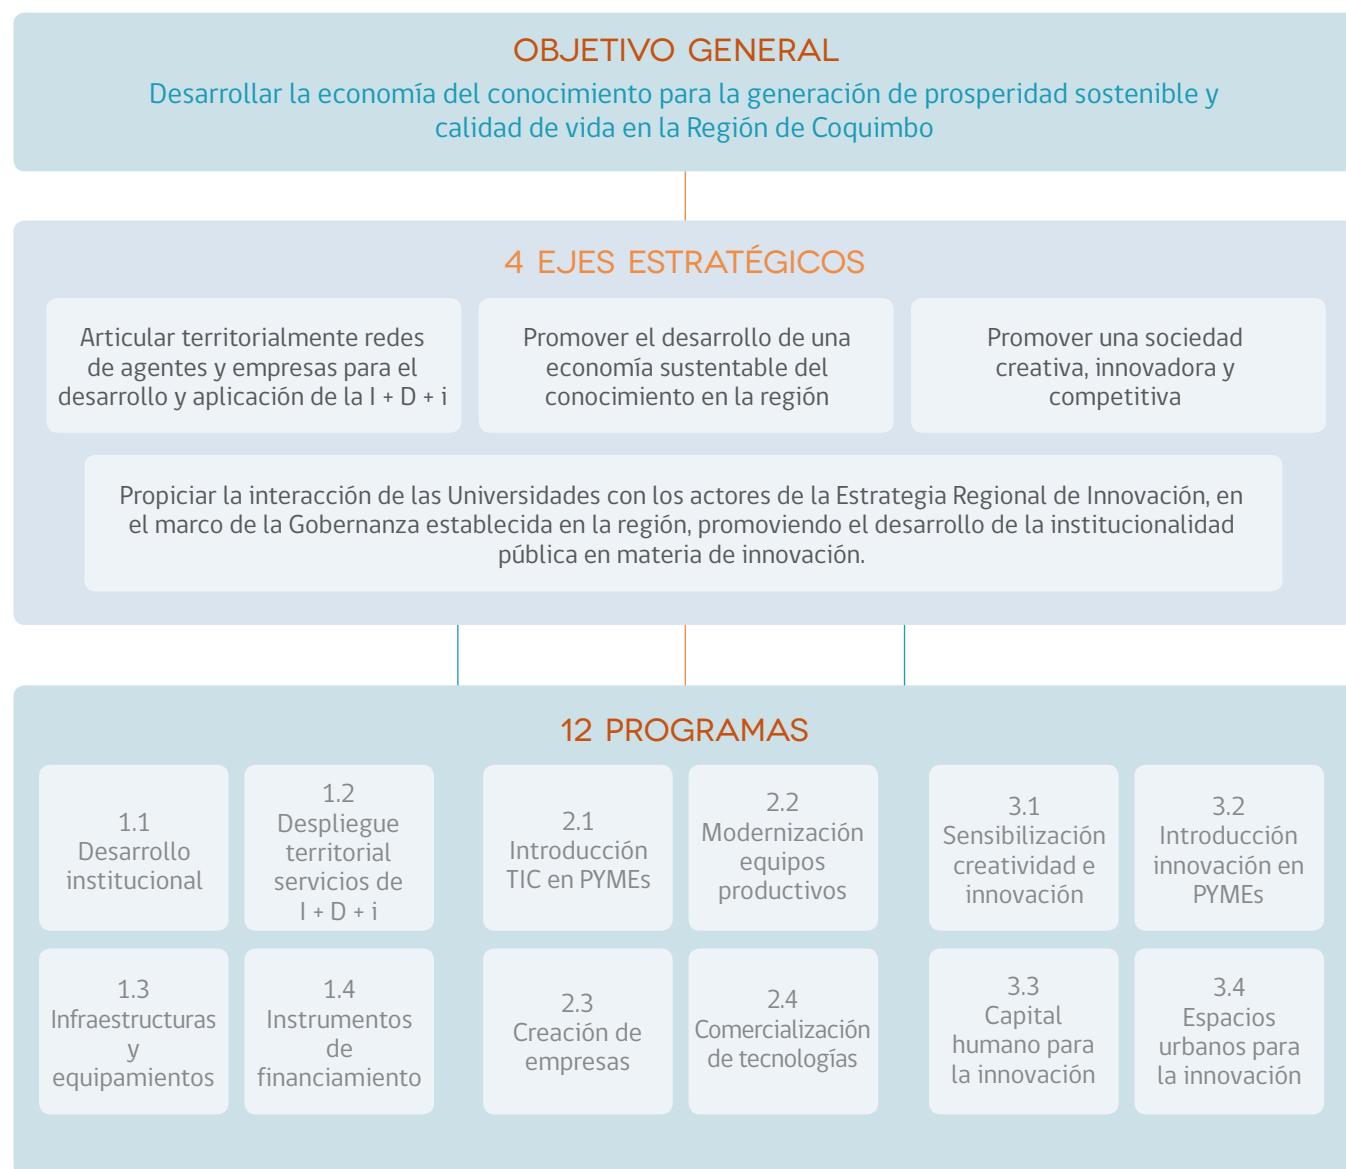 OBJETIVO GENERAL
Desarrollar la economía del conocimiento para la generación de prosperidad sostenible y
calidad de vida en la Región de Coquimbo
4 EJES ESTRATÉGICOS
Articular territorialmente redes
de agentes y empresas para el
desarrollo y aplicación de la I + D + i
Promover el desarrollo de una
economía sustentable del
conocimiento en la región
Promover una sociedad
creativa, innovadora y
competitiva
Propiciar la interacción de las Universidades con los actores de la Estrategia Regional de Innovación, en
el marco de la Gobernanza establecida en la región, promoviendo el desarrollo de la institucionalidad
pública en materia de innovación.
12 PROGRAMAS
1.1
Desarrollo
institucional
1.2
Despliegue
territorial
servicios de
I + D + i
2.1
Introducción
TIC en PYMEs
2.2
Modernización
equipos
productivos
3.1
Sensibilización
creatividad e
innovación
3.2
Introducción
innovación en
PYMEs
1.3
Infraestructuras
y
equipamientos
1.4
Instrumentos
de
financiamiento
2.3
Creación de
empresas
2.4
Comercialización
de tecnologías
3.3
Capital
humano para
la innovación
3.4
Espacios
urbanos para
la innovación